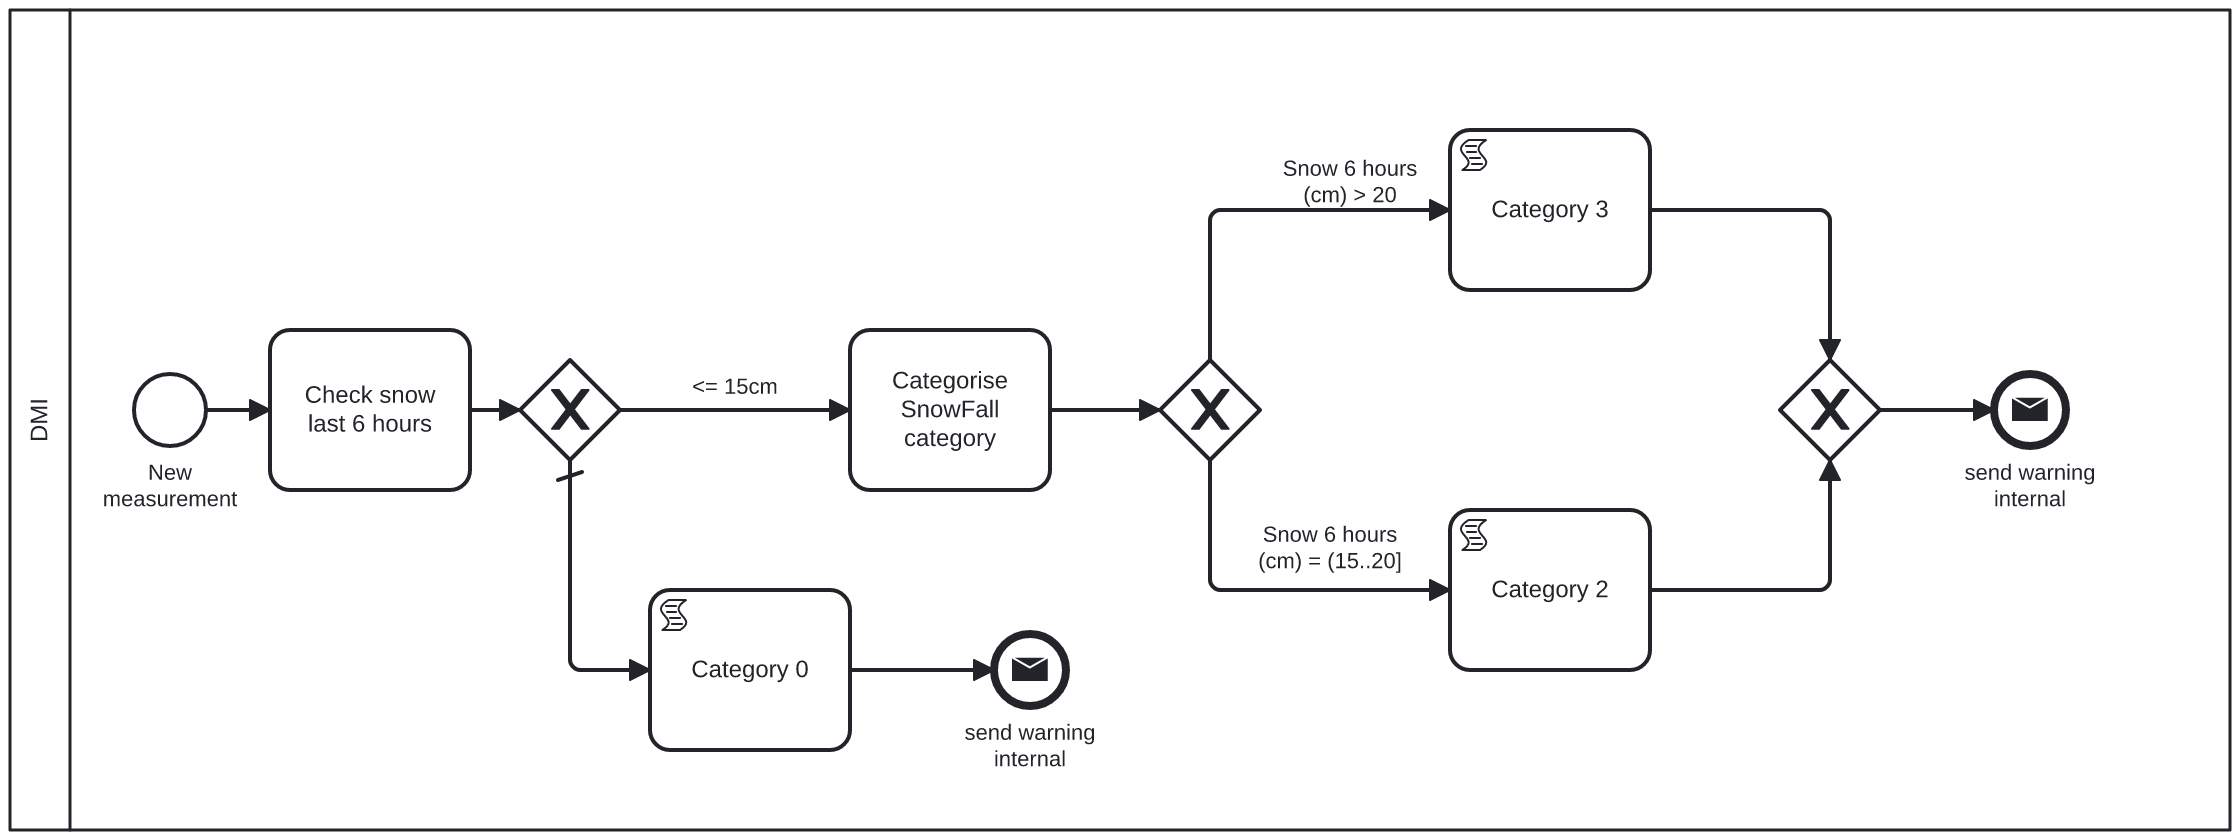 DMI
New
measurement
Check snow
last 6 hours
<= 15cm
Categorise
SnowFall
category
Snow 6 hours
(cm) > 20
Category 3
Snow 6 hours
(cm) = (15..20]
Category 2
send warning
internal
Category 0
send warning
internal